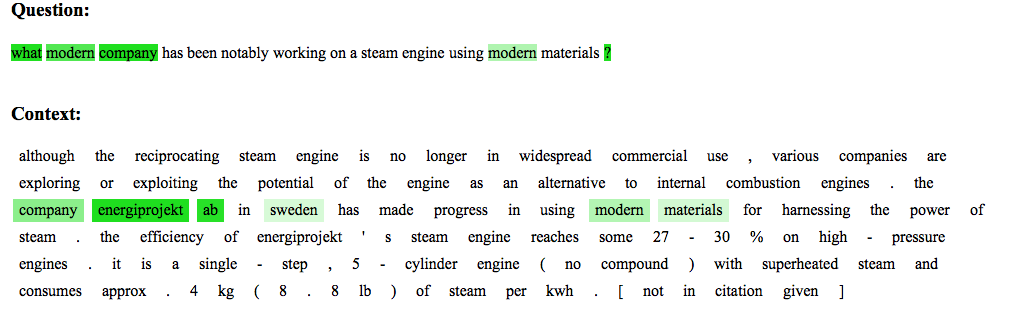 Question:
what modern company has been notably working on a steam engine using modern materials ?
Context:
although the reciprocating steam engine is no longer in widespread commercial use , various companies are
exploring or exploiting the potential of the engine as an alternative to internal combustion engines . the
company energiprojekt ab in sweden has made progress in using modern materials for harnessing the power of
steam . the efficiency of energiprojekt ' s steam engine reaches some 27 - 30 % on high - pressure
engines . it is a single - step , 5 - cylinder engine ( no compound ) with superheated steam and
consumes approx . 4 kg ( 8 . 8 lb ) of steam per kwh . [ not in citation given ]